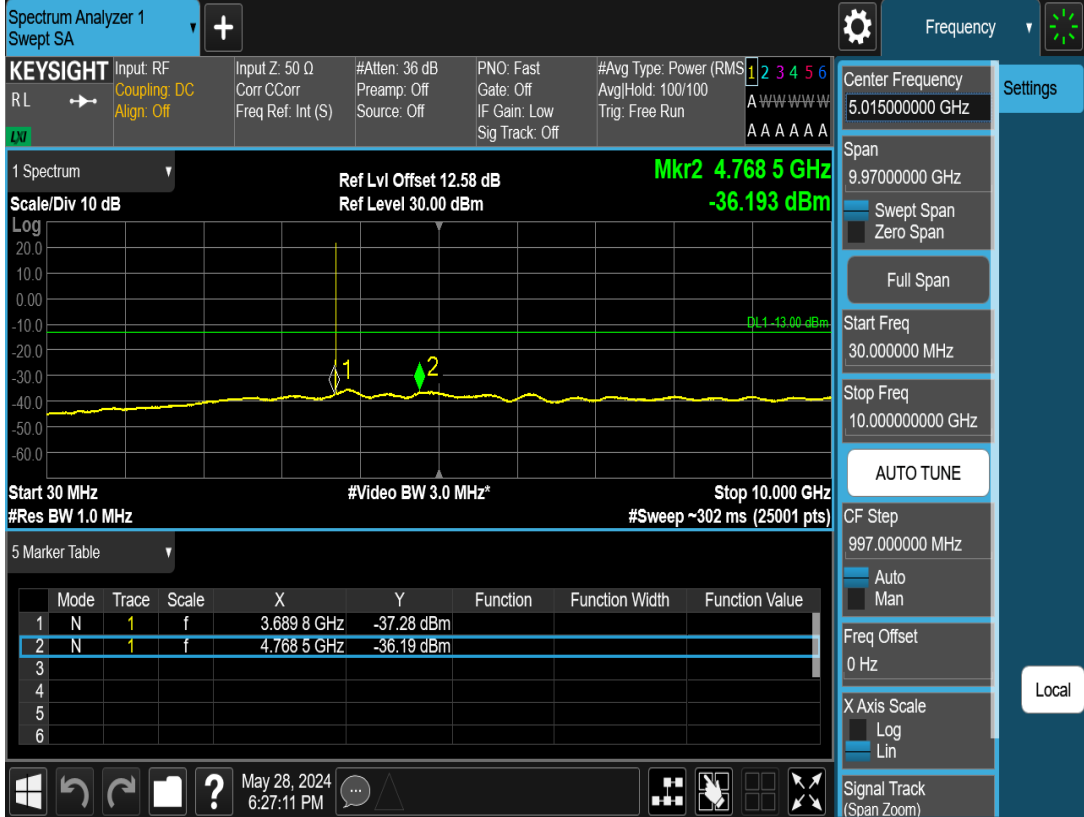 Spectrum Analyzer 1
Swept SA
+
Frequency
KEYSIGHT
RL
LXI
Input: RF
Coupling: DC
Align: Off
Input Z: 50 Ω
Corr CCorr
Freq Ref: Int (S)
#Atten: 36 dB
Preamp: Off
Source: Off
PNO: Fast
Gate: Off
IF Gain: Low
Sig Track: Off
#Avg Type: Power (RMS
Avg|Hold: 100/100
Trig: Free Run
1 2 3 4 5 6
A W W W W W
A A A A A A
1 Spectrum
Scale/Div 10 dB
Ref Lvl Offset 12.58 dB
Ref Level 30.00 dBm
Mkr2 4.768 5 GHz
-36.193 dBm
Log
20.0
10.0
0.00
-10.0
-20.0
-30.0
-40.0
-50.0
-60.0
DL1 -13.00 dBm
1
2
Start 30 MHz
#Res BW 1.0 MHz
#Video BW 3.0 MHz*
Stop 10.000 GHz
#Sweep ~302 ms (25001 pts)
5 Marker Table
Mode Trace Scale X Y Function Function Width Function Value
1 N 1 f 3.689 8 GHz -37.28 dBm
2 N 1 f 4.768 5 GHz -36.19 dBm
3
4
5
6
?
May 28, 2024
6:27:11 PM
Center Frequency
5.015000000 GHz
Span
9.97000000 GHz
Swept Span
Zero Span
Full Span
Start Freq
30.000000 MHz
Stop Freq
10.000000000 GHz
AUTO TUNE
CF Step
997.000000 MHz
Auto
Man
Freq Offset
0 Hz
X Axis Scale
Log
Lin
Signal Track
(Span Zoom)
Settings
Local